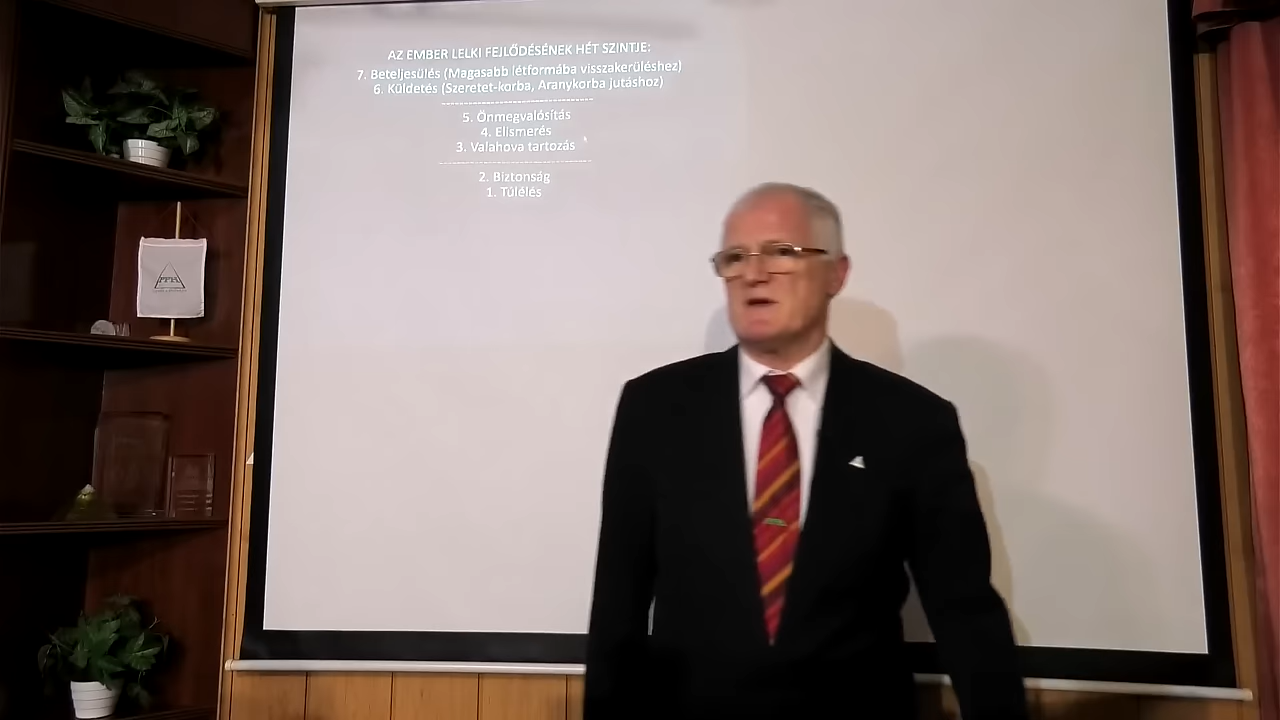 AZ EMBER LELKI FEJLŐDÉSÉNEK HÉT SZINTJE:
7. Beteljesülés (Magasabb létformába visszakerüléshez)
6. Küldetés (Szeretet-korba, Aranykorba jutáshoz)
5. Önmegvalósítás
4. Elismerés
3. Valahova tartozás
2. Biztonság
1. Túlélés